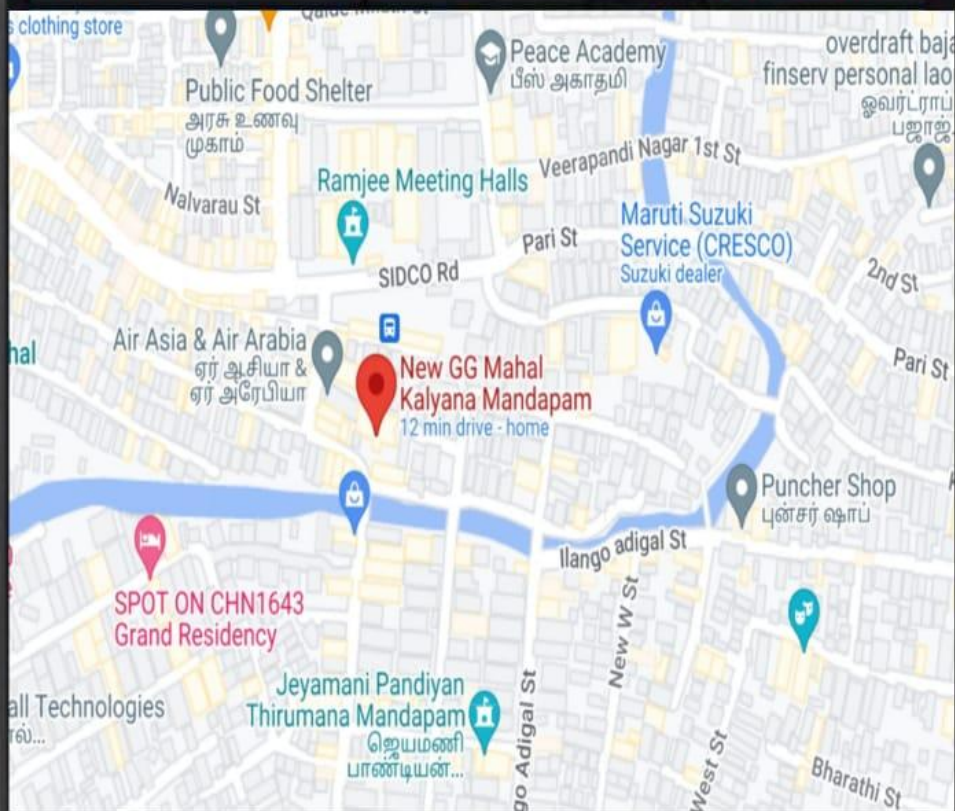 s clothing store
Public Food Shelter
அரசு உணவு
முகாம்
Peace Academy
பீஸ் அகாதமி
overdraft baja
finserv personal lao
ஓவர்ட்ராப்
பஜாஜ்
Veerapandi Nagar 1st St
Nalvarau St
Ramjee Meeting Halls
Pari St
Maruti Suzuki
Service (CRESCO)
Suzuki dealer
SIDCO Rd
2nd St
Air Asia & Air Arabia
ஏர் ஆசியா &
ஏர் அரேபியா
hal
Pari St
New GG Mahal
Kalyana Mandapam
12 min drive - home
Puncher Shop
புன்சர் ஷாப்
Ilango adigal St
SPOT ON CHN1643
Grand Residency
New W St
Jeyamani Pandiyan
Thirumana Mandapam
ஜெயமணி
பாண்டியன்...
go Adigal St
all Technologies
ால்...
West St
Bharathi St